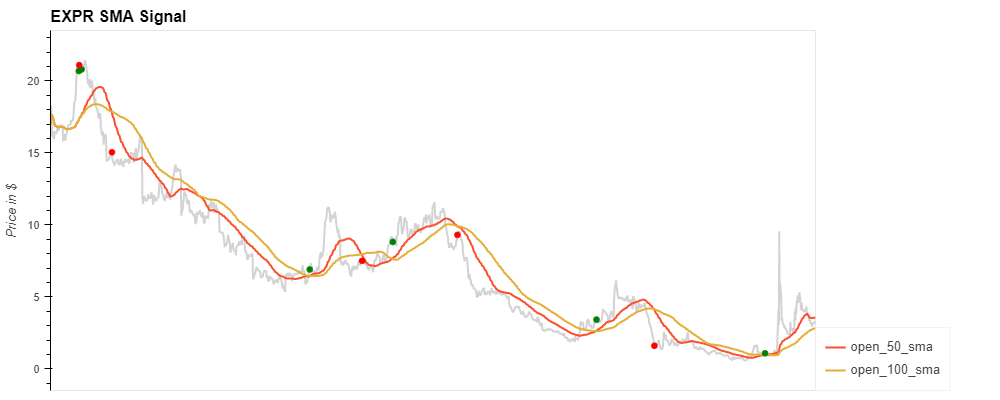 EXPR SMA Signal
20
15
10
5
0
Price in $
open_50_sma
open_100_sma